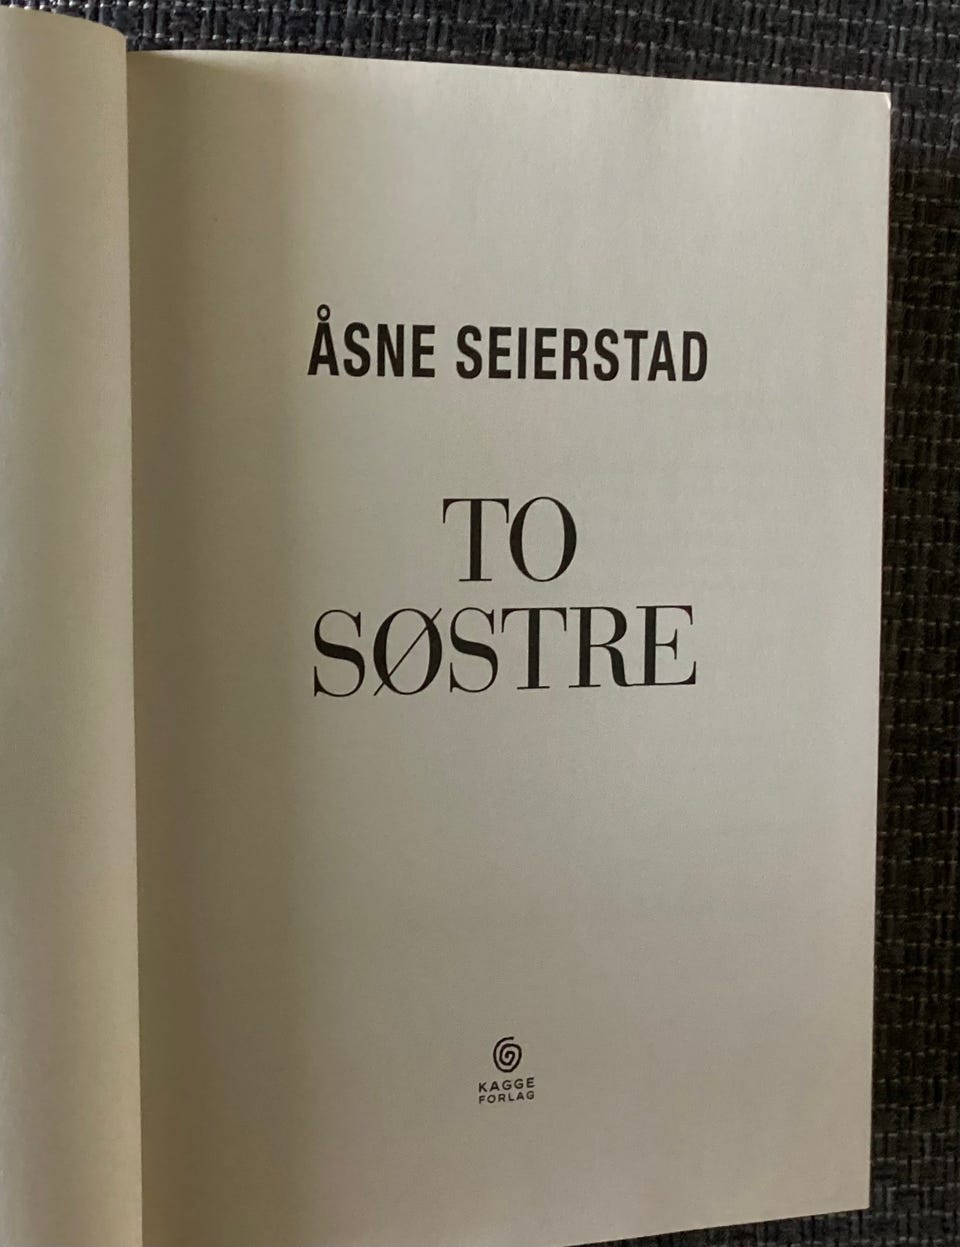 ÅSNE SEIERSTAD
TO
SØSTRE
KAGGE
FORLAG